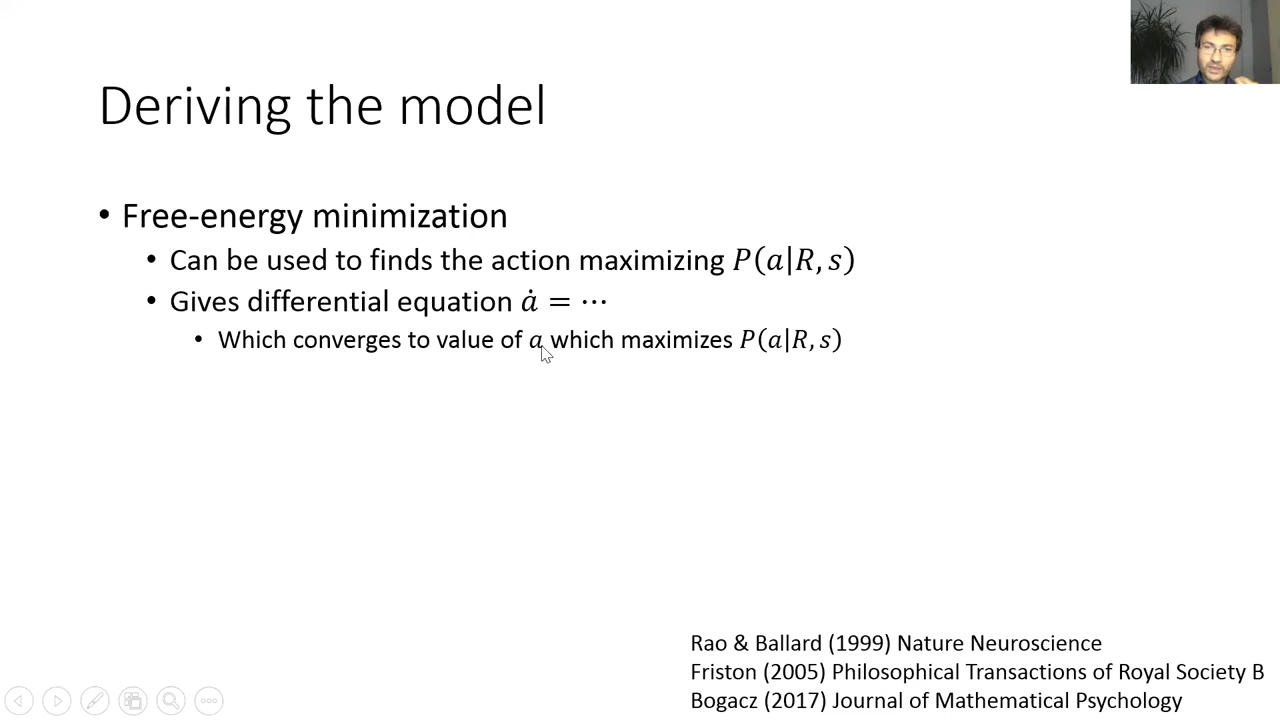 Deriving the model
• Free-energy minimization
• Can be used to finds the action maximizing P(a|R, s)
• Gives differential equation ȧ = ⋯
• Which converges to value of a which maximizes P(a|R, s)
Rao & Ballard (1999) Nature Neuroscience
Friston (2005) Philosophical Transactions of Royal Society B
Bogacz (2017) Journal of Mathematical Psychology